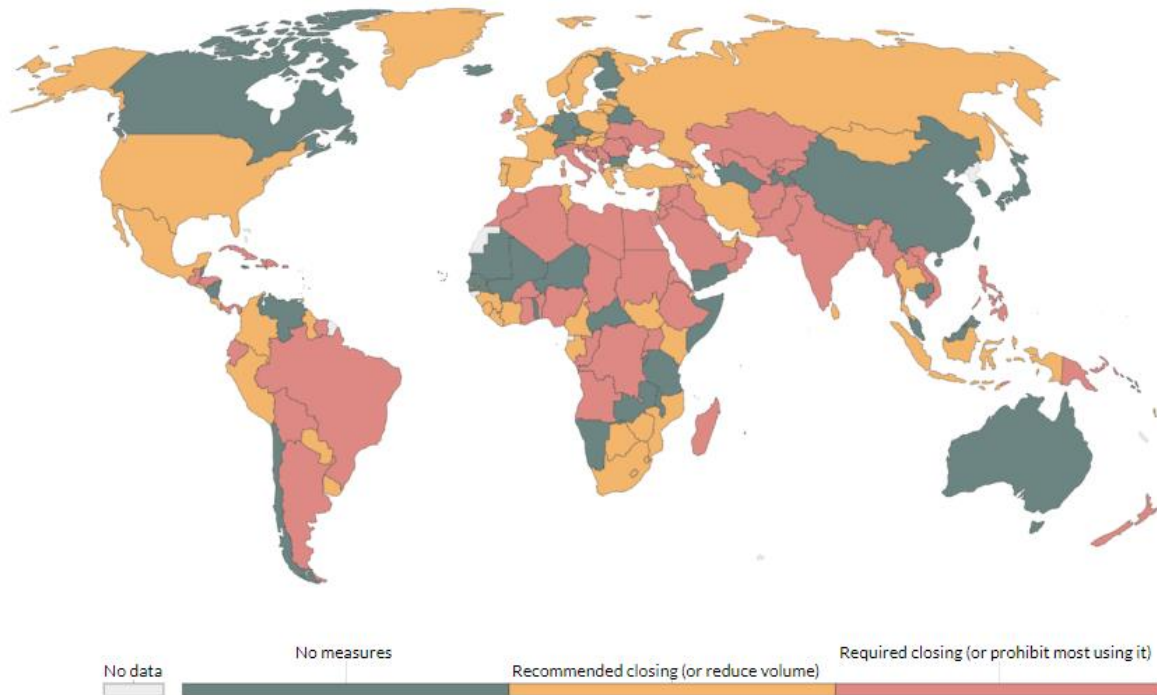 No data
No measures
Recommended closing (or reduce volume)
Required closing (or prohibit most using it)